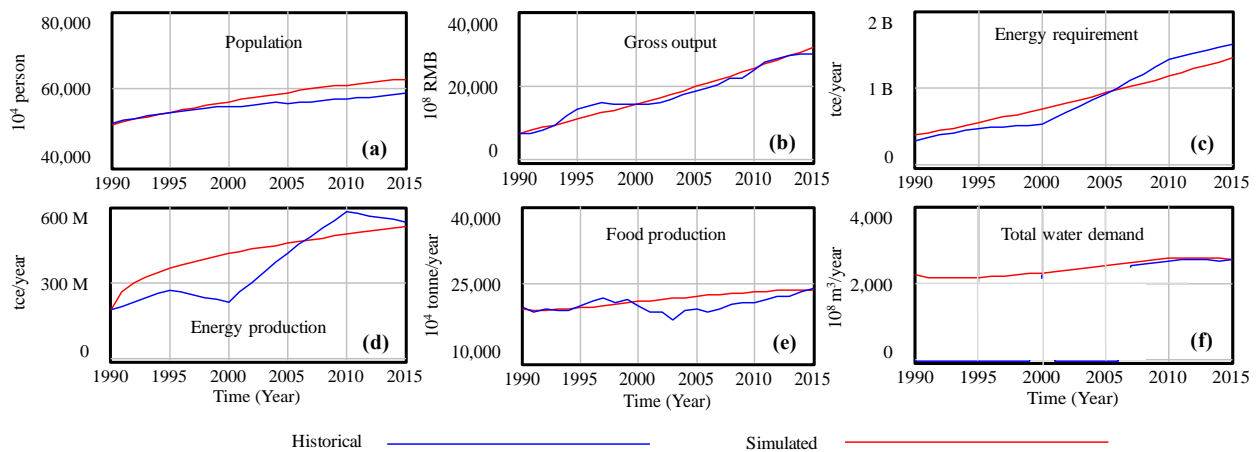 80,000
60,000
40,000
10⁴ person
Population
(a)
1990 1995 2000 2005 2010 2015
40,000
20,000
0
10⁸ RMB
Gross output
(b)
1990 1995 2000 2005 2010 2015
2 B
1 B
0
tce/year
Energy requirement
(c)
1990 1995 2000 2005 2010 2015
600 M
300 M
0
tce/year
Energy production
(d)
1990 1995 2000 2005 2010 2015
Time (Year)
40,000
25,000
10,000
10⁴ tonne/year
Food production
(e)
1990 1995 2000 2005 2010 2015
Time (Year)
4,000
2,000
0
10⁸ m³/year
Total water demand
(f)
1990 1995 2000 2005 2010 2015
Time (Year)
Historical
Simulated